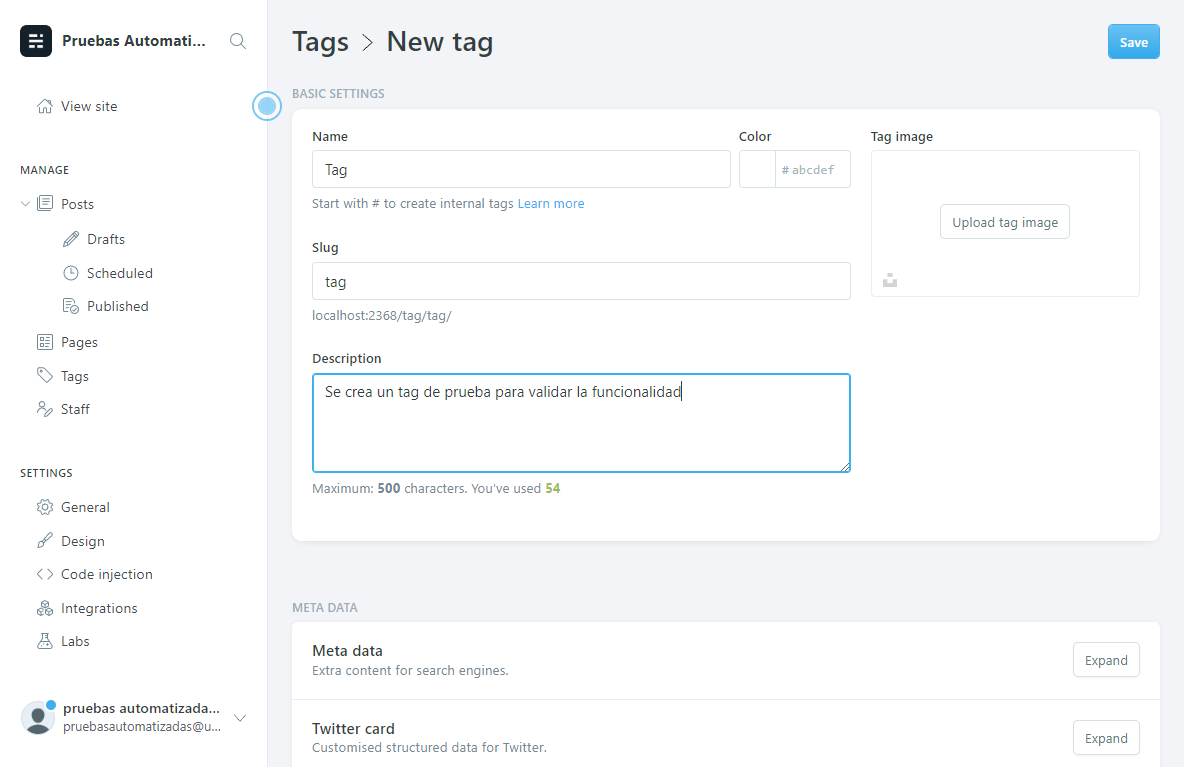 Pruebas Automati...
View site
MANAGE
Posts
Drafts
Scheduled
Published
Pages
Tags
Staff
SETTINGS
General
Design
Code injection
Integrations
Labs
pruebas automatizada...
pruebasautomatizadas@u...
Tags > New tag
Save
BASIC SETTINGS
Name
Tag
Start with # to create internal tags Learn more
Color
# abcdef
Tag image
Upload tag image
Slug
tag
localhost:2368/tag/tag/
Description
Se crea un tag de prueba para validar la funcionalidad
Maximum: 500 characters. You've used 54
META DATA
Meta data
Extra content for search engines.
Expand
Twitter card
Customised structured data for Twitter.
Expand